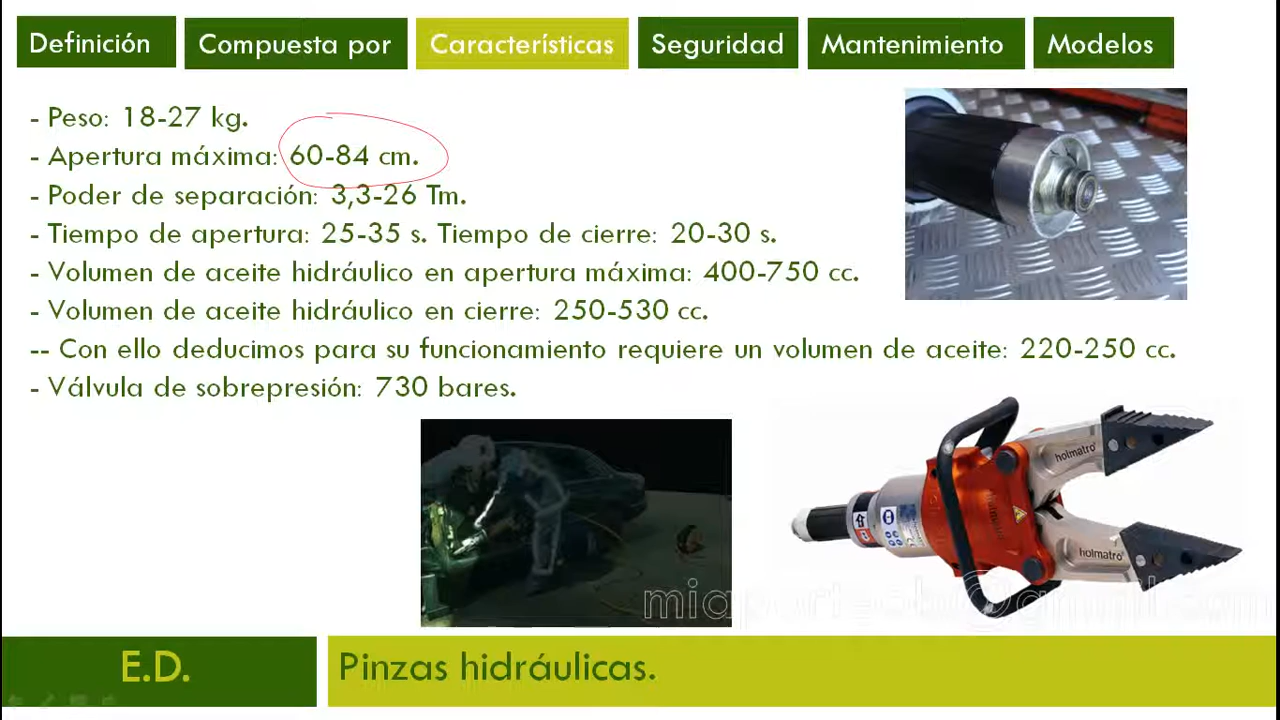 Definición
Compuesta por
Características
Seguridad
Mantenimiento
Modelos
- Peso: 18-27 kg.
- Apertura máxima: 60-84 cm.
- Poder de separación: 3,3-26 Tm.
- Tiempo de apertura: 25-35 s. Tiempo de cierre: 20-30 s.
- Volumen de aceite hidráulico en apertura máxima: 400-750 cc.
- Volumen de aceite hidráulico en cierre: 250-530 cc.
-- Con ello deducimos para su funcionamiento requiere un volumen de aceite: 220-250 cc.
- Válvula de sobrepresión: 730 bares.
holmatro
holmatro
E.D.
Pinzas hidráulicas.